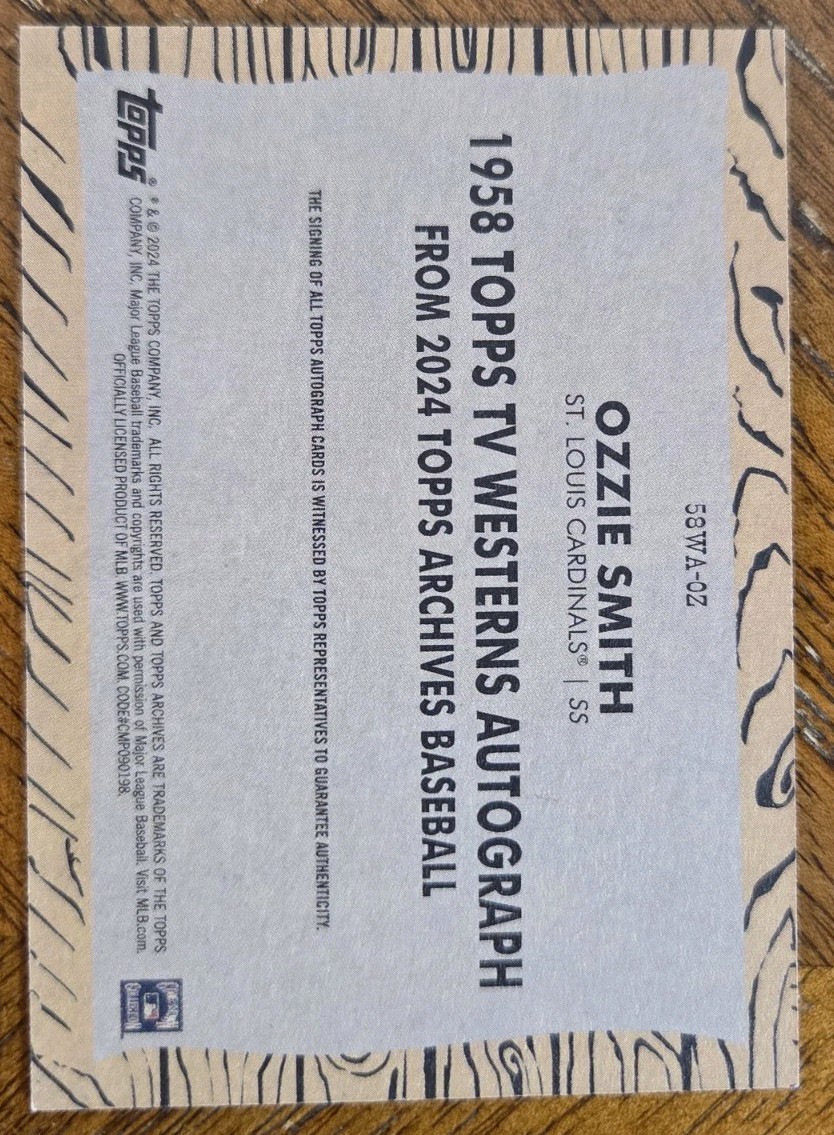 58WA-OZ
OZZIE SMITH
ST. LOUIS CARDINALS® | SS
1958 TOPPS TV WESTERNS AUTOGRAPH
FROM 2024 TOPPS ARCHIVES BASEBALL
THE SIGNING OF ALL TOPPS AUTOGRAPH CARDS IS WITNESSED BY TOPPS REPRESENTATIVES TO GUARANTEE AUTHENTICITY.
topps®
® & © 2024 THE TOPPS COMPANY, INC. ALL RIGHTS RESERVED. TOPPS AND TOPPS ARCHIVES ARE TRADEMARKS OF THE TOPPS
COMPANY, INC. Major League Baseball trademarks and copyrights are used with permission of Major League Baseball. Visit MLB.com.
OFFICIALLY LICENSED PRODUCT OF MLB. WWW.TOPPS.COM. CODE#CMP090198.
COOPERSTOWN
COLLECTION